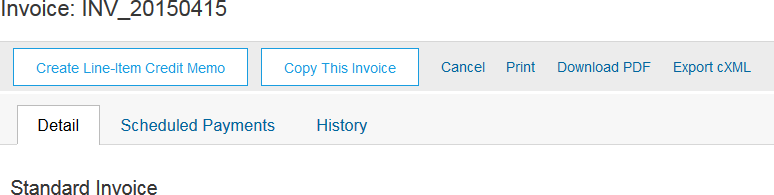 Invoice: INV_20150415
Create Line-Item Credit Memo Copy This Invoice Cancel Print Download PDF Export cXML
Detail Scheduled Payments History
Standard Invoice